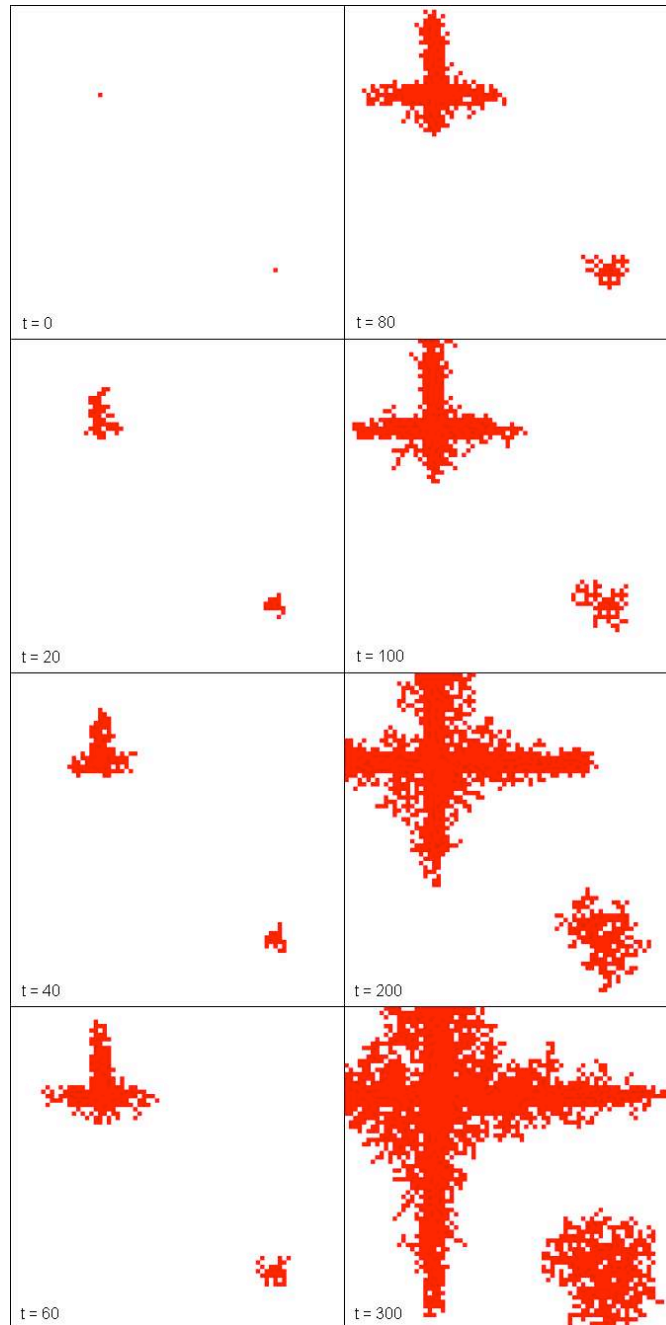 t = 0
t = 80
t = 20
t = 100
t = 40
t = 200
t = 60
t = 300